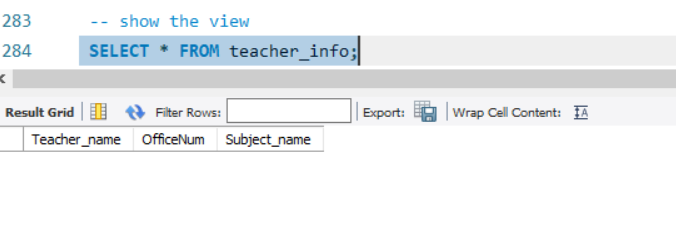 283 -- show the view
284 SELECT * FROM teacher_info;
Result Grid Filter Rows: Export: Wrap Cell Content: IA
Teacher_name OfficeNum Subject_name